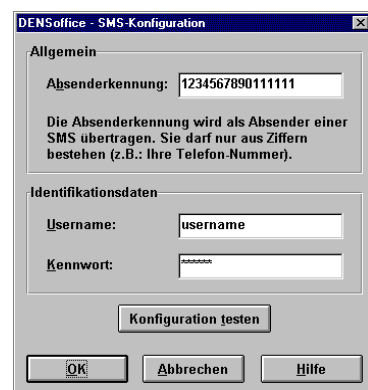 DENSoffice - SMS-Konfiguration
Allgemein
Absenderkennung: 1234567890111111
Die Absenderkennung wird als Absender einer
SMS übertragen. Sie darf nur aus Ziffern
bestehen (z.B.: Ihre Telefon-Nummer).
Identifikationsdaten
Username: username
Kennwort: ******
Konfiguration testen
OK Abbrechen Hilfe